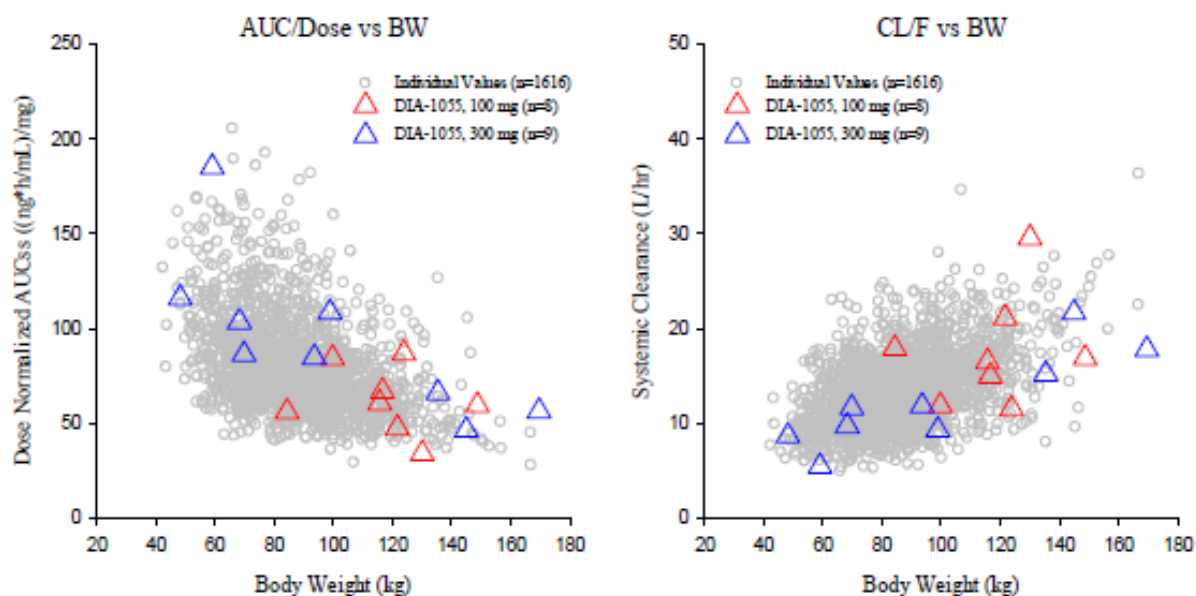 AUC/Dose vs BW
250
200
150
100
50
0
Dose Normalized AUCss ((ng*h/mL)/mg)
Individual Values (n=1616)
DIA-1055, 100 mg (n=8)
DIA-1055, 300 mg (n=9)
20 40 60 80 100 120 140 160 180
Body Weight (kg)
CL/F vs BW
50
40
30
20
10
0
Systemic Clearance (L/hr)
Individual Values (n=1616)
DIA-1055, 100 mg (n=8)
DIA-1055, 300 mg (n=9)
20 40 60 80 100 120 140 160 180
Body Weight (kg)